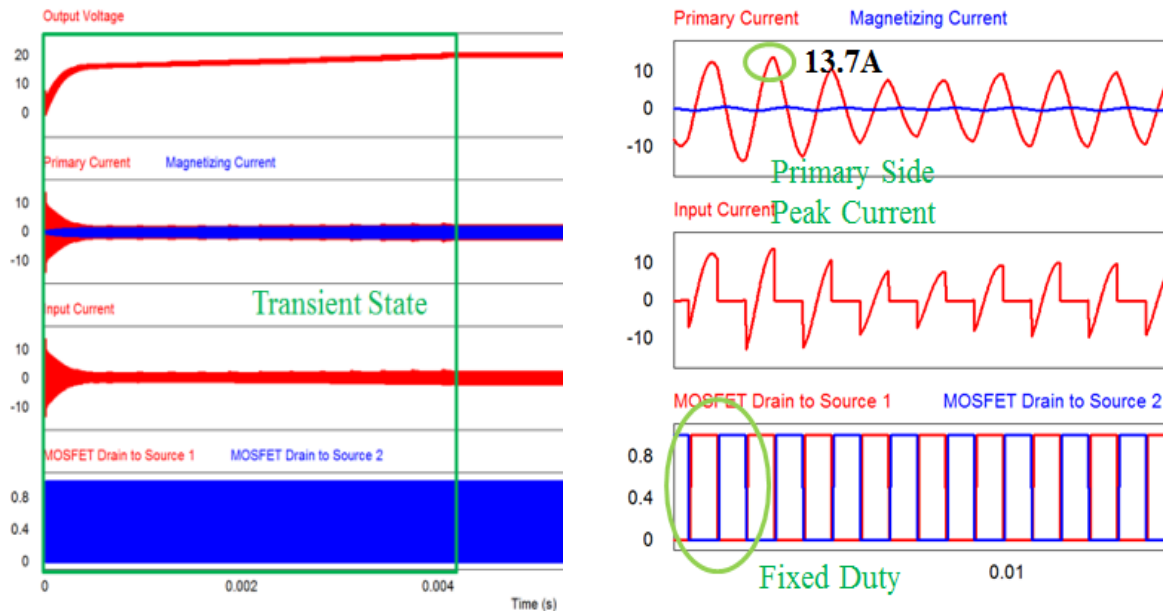 Output Voltage
20
10
0
Primary Current Magnetizing Current
10
0
-10
Input Current
Transient State
10
0
-10
MOSFET Drain to Source 1 MOSFET Drain to Source 2
0.8
0.4
0
0 0.002 0.004
Time (s)
Primary Current Magnetizing Current
13.7A
10
0
-10
Primary Side
Input Current Peak Current
10
0
-10
MOSFET Drain to Source 1 MOSFET Drain to Source 2
0.8
0.4
0
Fixed Duty 0.01